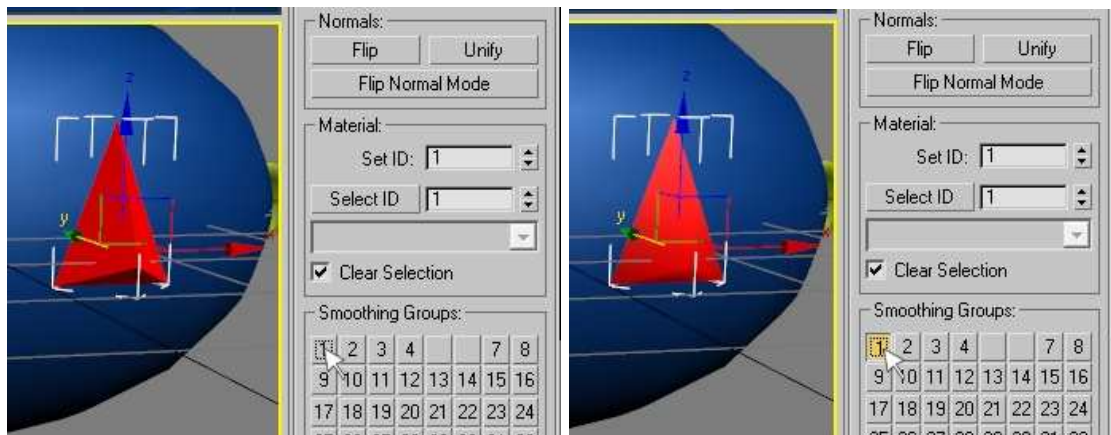 z
y
Normals:
Flip Unify
Flip Normal Mode
Material:
Set ID: 1
Select ID 1
Clear Selection
Smoothing Groups:
1 2 3 4 7 8
9 10 11 12 13 14 15 16
17 18 19 20 21 22 23 24
z
y
Normals:
Flip Unify
Flip Normal Mode
Material:
Set ID: 1
Select ID 1
Clear Selection
Smoothing Groups:
1 2 3 4 7 8
9 10 11 12 13 14 15 16
17 18 19 20 21 22 23 24